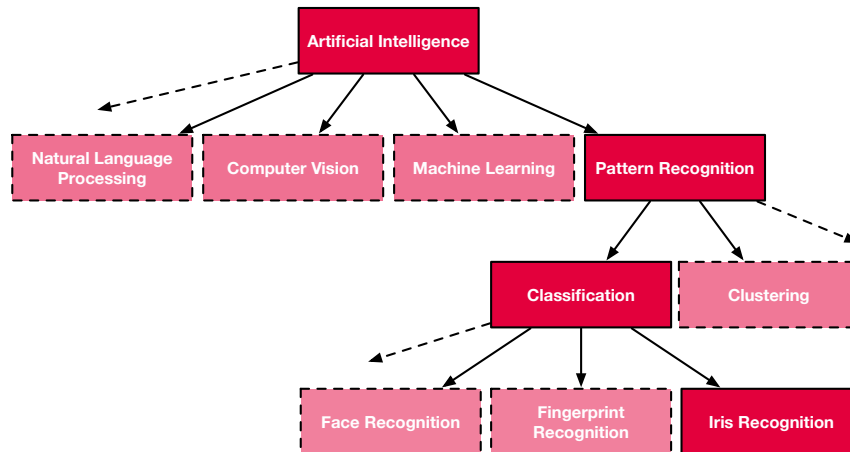 Artificial Intelligence
Natural Language
Processing
Computer Vision
Machine Learning
Pattern Recognition
Classification
Clustering
Face Recognition
Fingerprint
Recognition
Iris Recognition